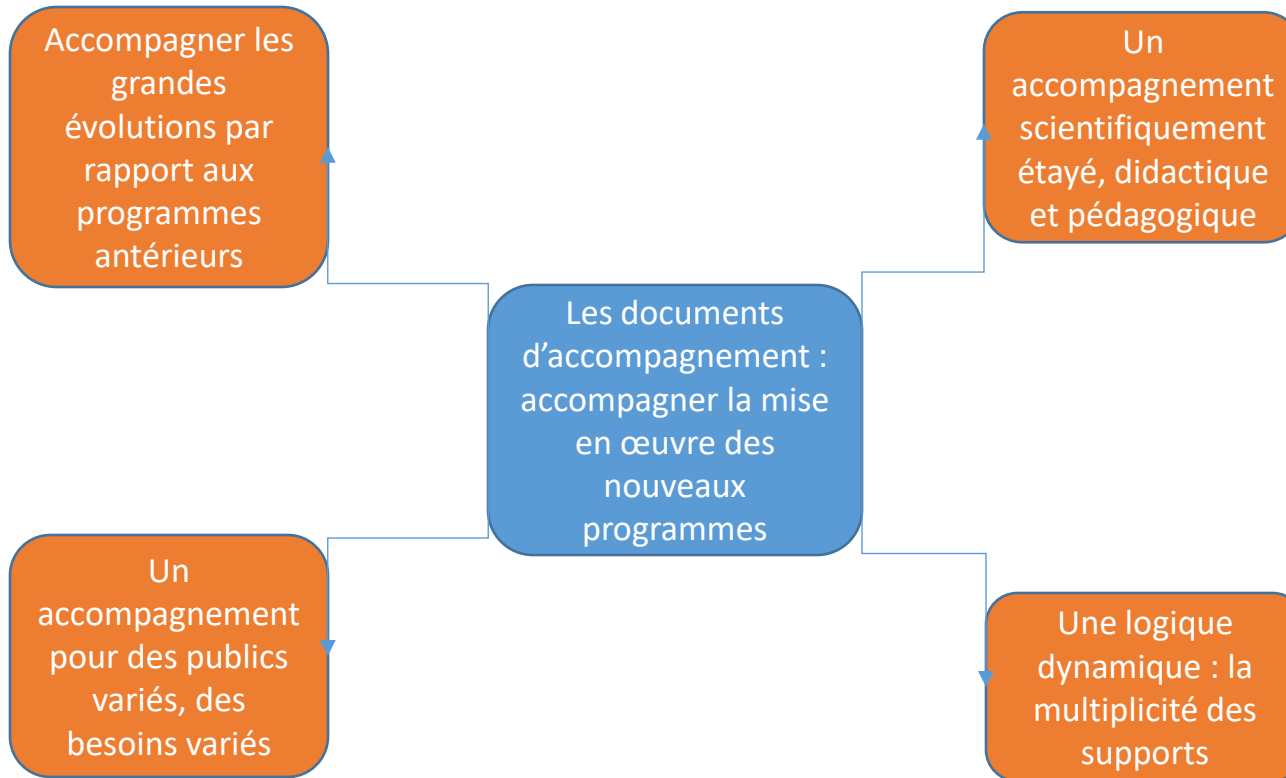 Accompagner les
grandes
évolutions par
rapport aux
programmes
antérieurs
Un
accompagnement
scientifiquement
étayé, didactique
et pédagogique
Les documents
d’accompagnement :
accompagner la mise
en œuvre des
nouveaux
programmes
Un
accompagnement
pour des publics
variés, des
besoins variés
Une logique
dynamique : la
multiplicité des
supports